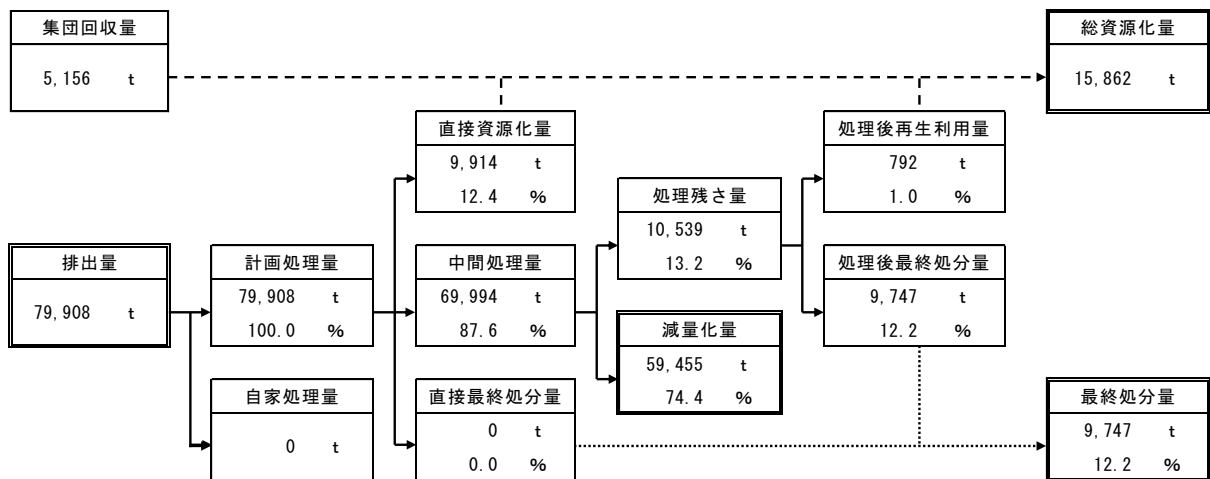 集団回収量
5,156 t
総資源化量
15,862 t
直接資源化量
9,914 t
12.4 %
処理後再生利用量
792 t
1.0 %
処理残さ量
10,539 t
13.2 %
排出量
79,908 t
計画処理量
79,908 t
100.0 %
中間処理量
69,994 t
87.6 %
処理後最終処分量
9,747 t
12.2 %
減量化量
59,455 t
74.4 %
自家処理量
0 t
直接最終処分量
0 t
0.0 %
最終処分量
9,747 t
12.2 %